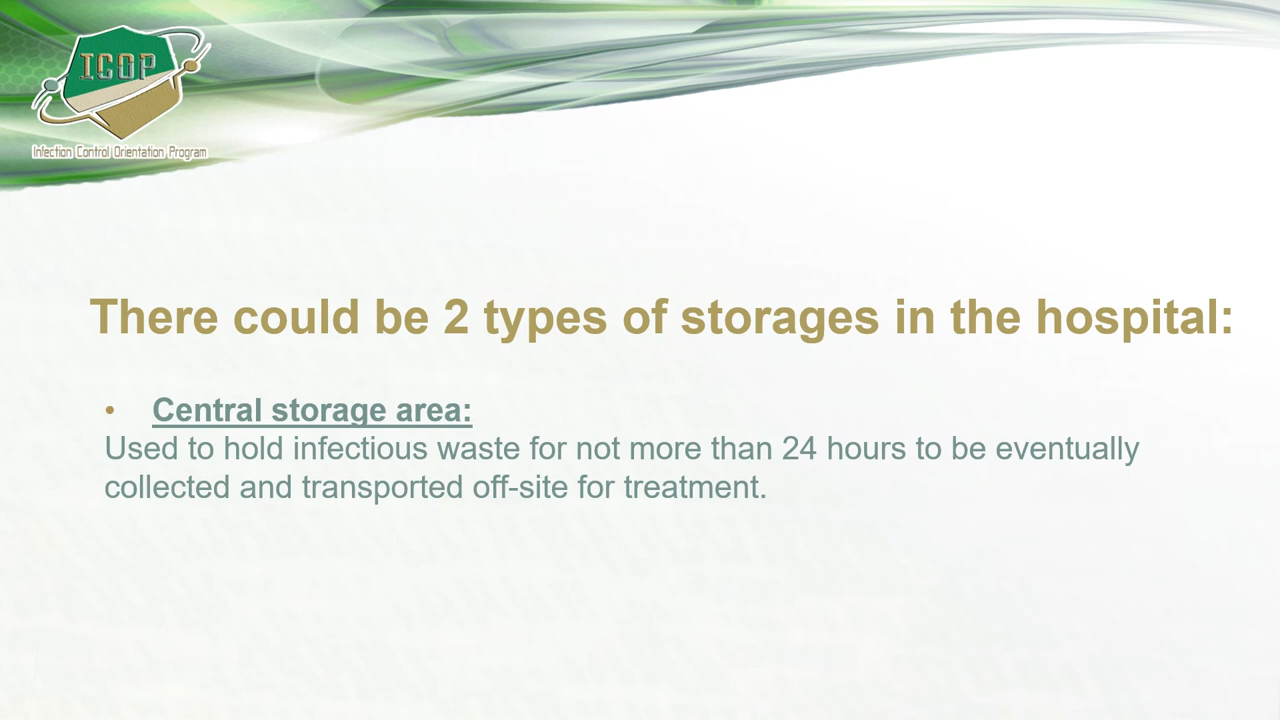 ICOP
Infection Control Orientation Program
There could be 2 types of storages in the hospital:
• Central storage area:
Used to hold infectious waste for not more than 24 hours to be eventually
collected and transported off-site for treatment.